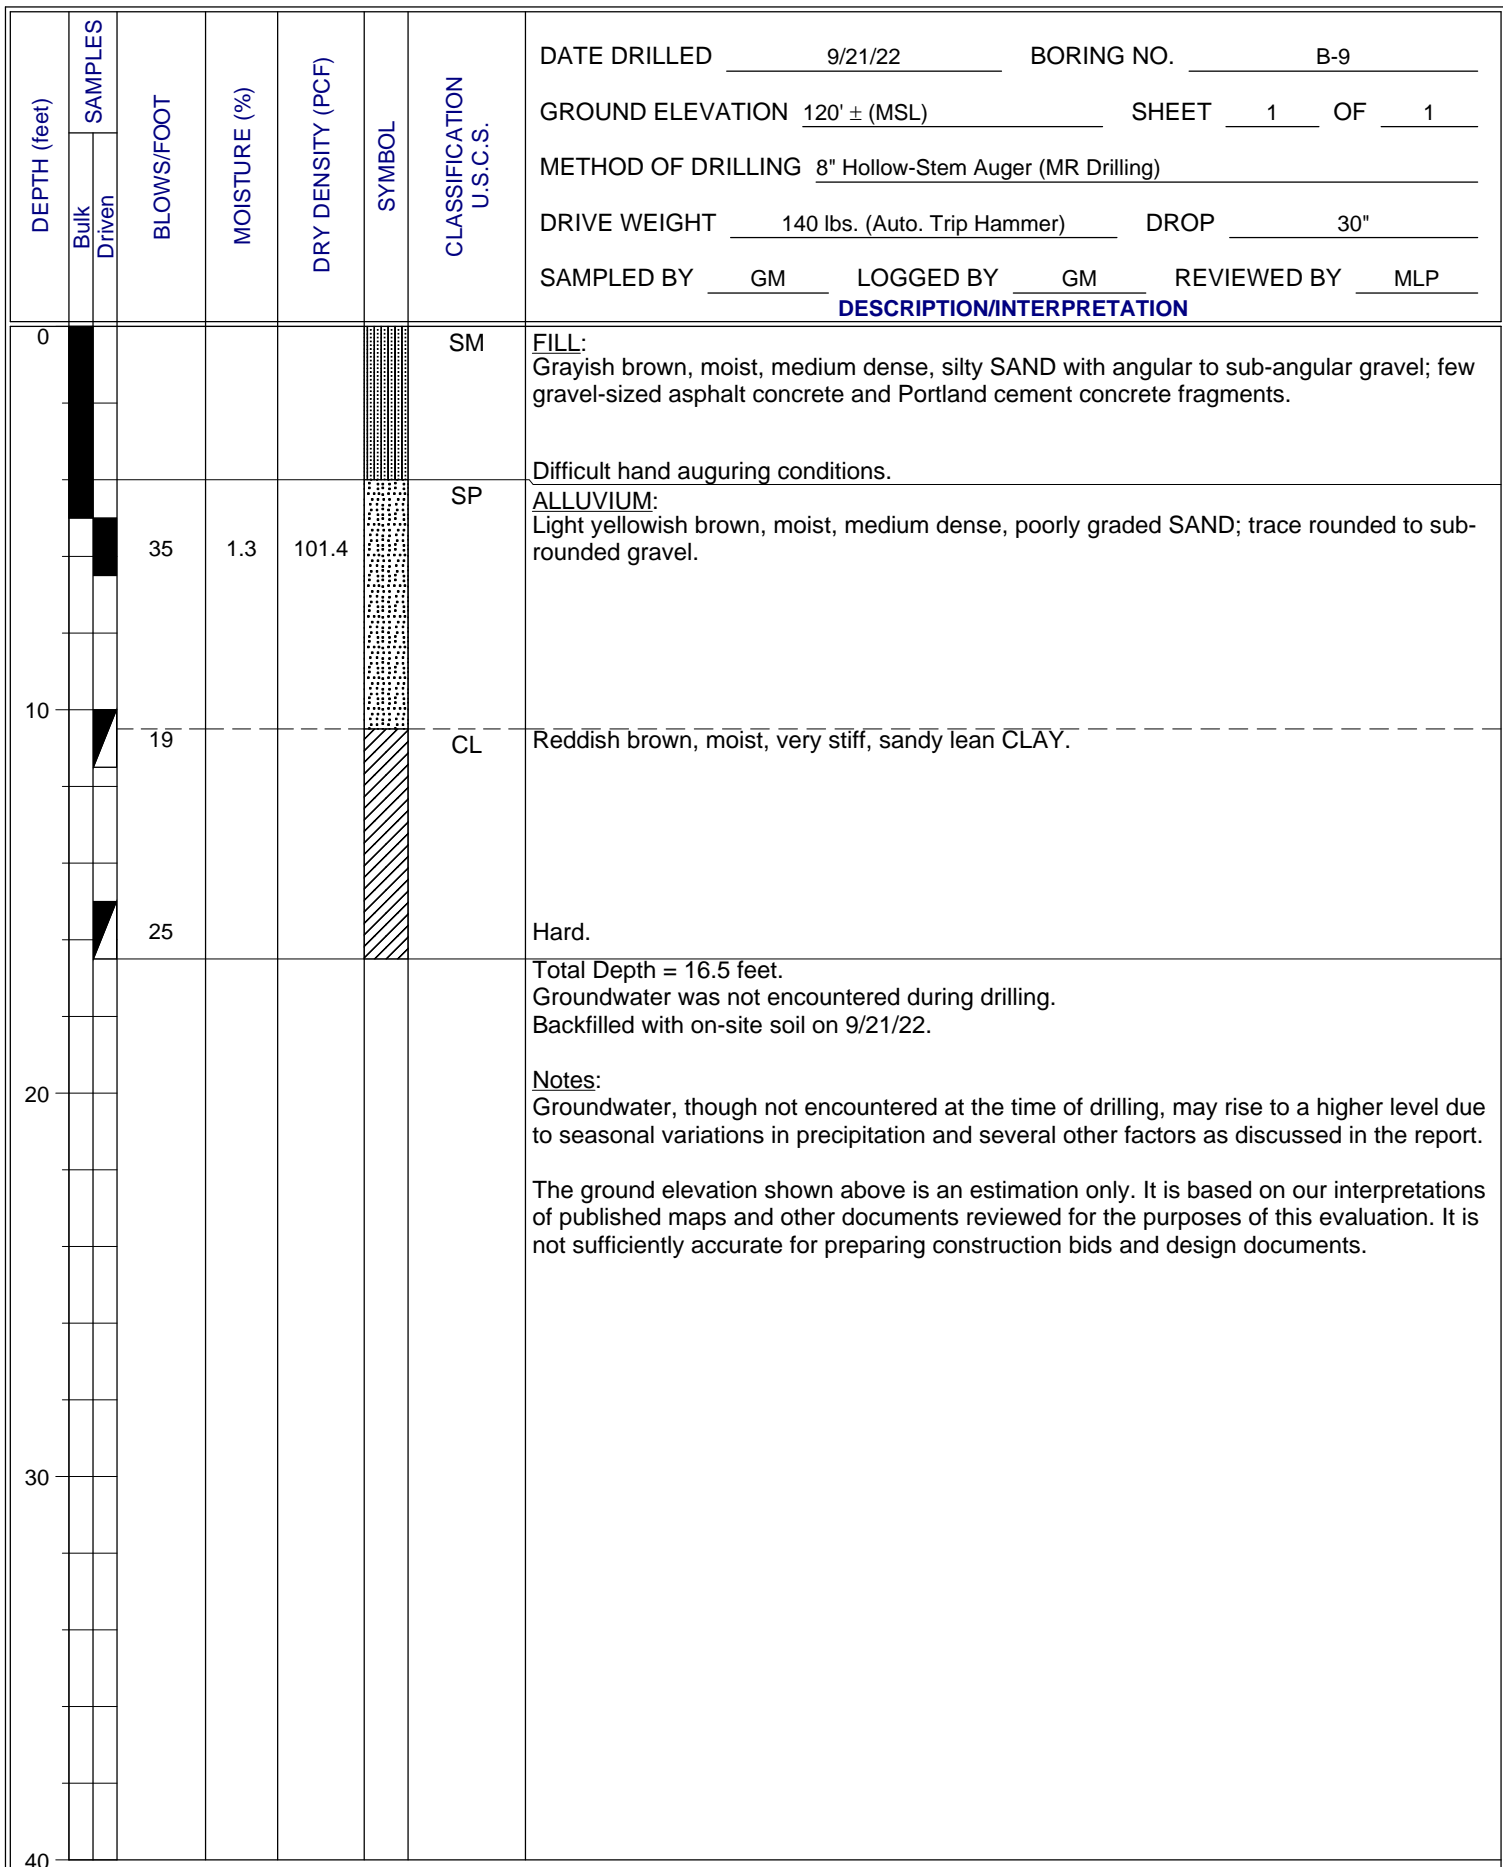 DEPTH (feet)
SAMPLES
Bulk
Driven
BLOWS/FOOT
MOISTURE (%)
DRY DENSITY (PCF)
SYMBOL
CLASSIFICATION
U.S.C.S.
DATE DRILLED 9/21/22 BORING NO. B-9
GROUND ELEVATION 120' ± (MSL) SHEET 1 OF 1
METHOD OF DRILLING 8" Hollow-Stem Auger (MR Drilling)
DRIVE WEIGHT 140 lbs. (Auto. Trip Hammer) DROP 30"
SAMPLED BY GM LOGGED BY GM REVIEWED BY MLP
DESCRIPTION/INTERPRETATION
0 SM FILL:
Grayish brown, moist, medium dense, silty SAND with angular to sub-angular gravel; few
gravel-sized asphalt concrete and Portland cement concrete fragments.
Difficult hand auguring conditions.
SP ALLUVIUM:
Light yellowish brown, moist, medium dense, poorly graded SAND; trace rounded to sub-
35 1.3 101.4 rounded gravel.
10
19 CL Reddish brown, moist, very stiff, sandy lean CLAY.
25 Hard.
Total Depth = 16.5 feet.
Groundwater was not encountered during drilling.
Backfilled with on-site soil on 9/21/22.
Notes:
20
Groundwater, though not encountered at the time of drilling, may rise to a higher level due
to seasonal variations in precipitation and several other factors as discussed in the report.
The ground elevation shown above is an estimation only. It is based on our interpretations
of published maps and other documents reviewed for the purposes of this evaluation. It is
not sufficiently accurate for preparing construction bids and design documents.
30
40